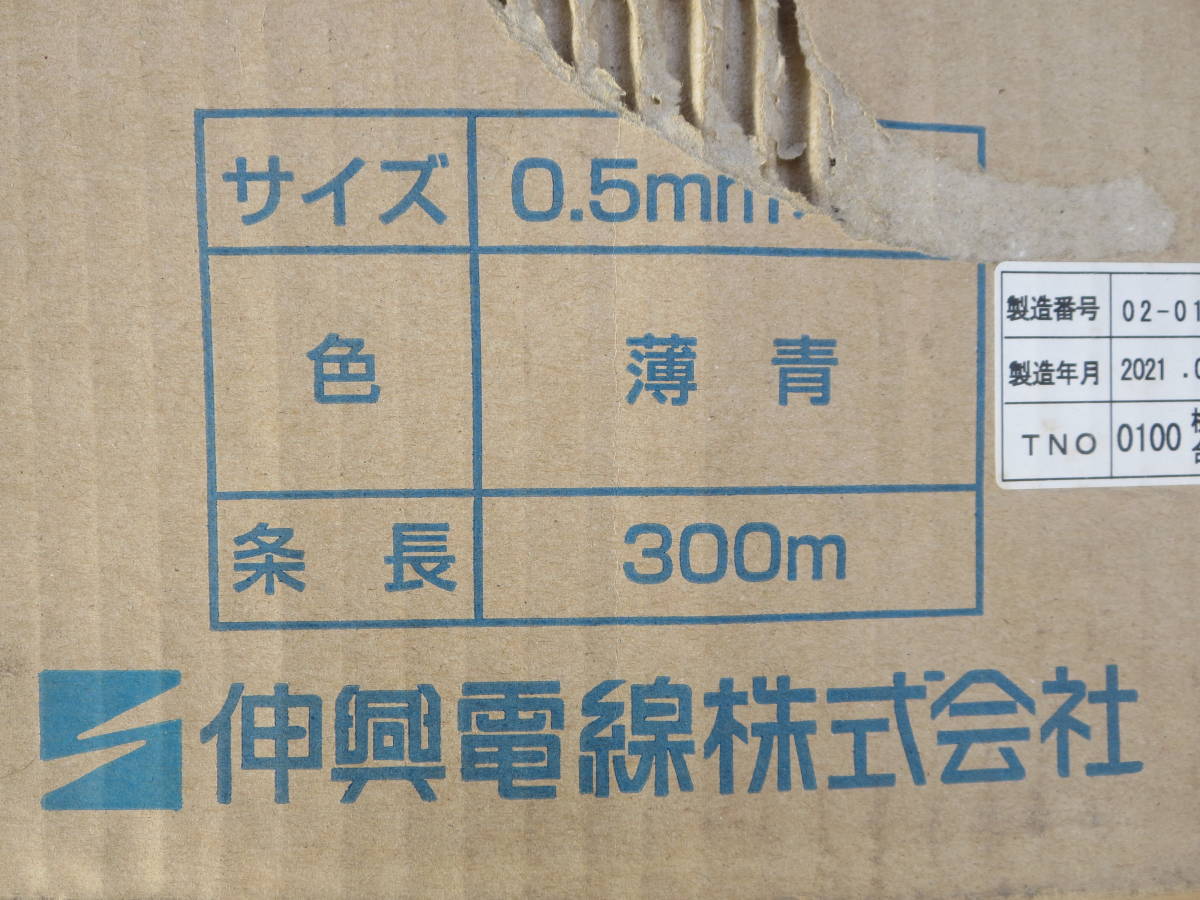 サイズ 0.5mm
色 薄 青
条 長 300m
製造番号 02-01
製造年月 2021 .0
TNO 0100
伸興電線株式会社